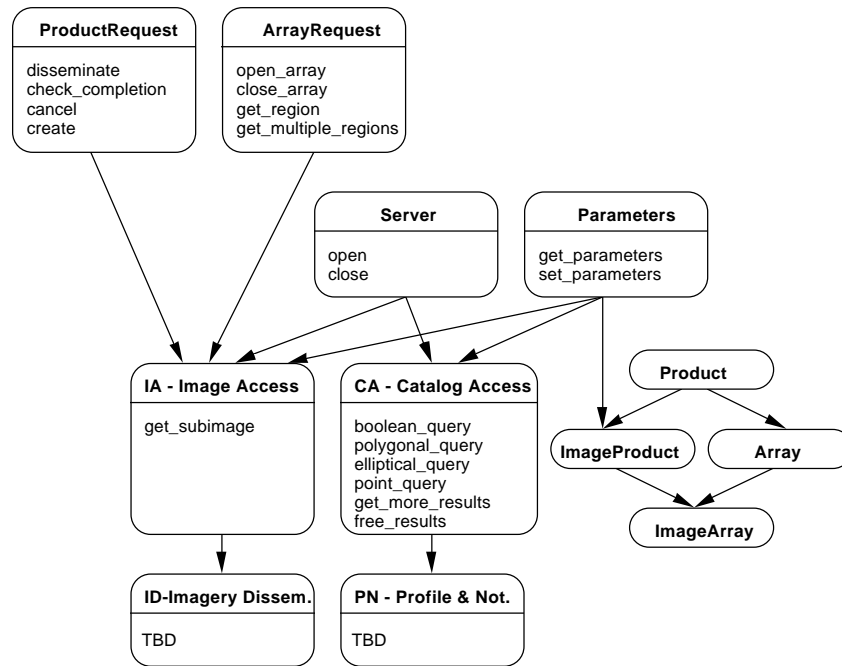 ProductRequest
disseminate
check_completion
cancel
create
ArrayRequest
open_array
close_array
get_region
get_multiple_regions
Server
open
close
Parameters
get_parameters
set_parameters
IA - Image Access
get_subimage
CA - Catalog Access
boolean_query
polygonal_query
elliptical_query
point_query
get_more_results
free_results
Product
ImageProduct
Array
ImageArray
ID-Imagery Dissem.
TBD
PN - Profile & Not.
TBD